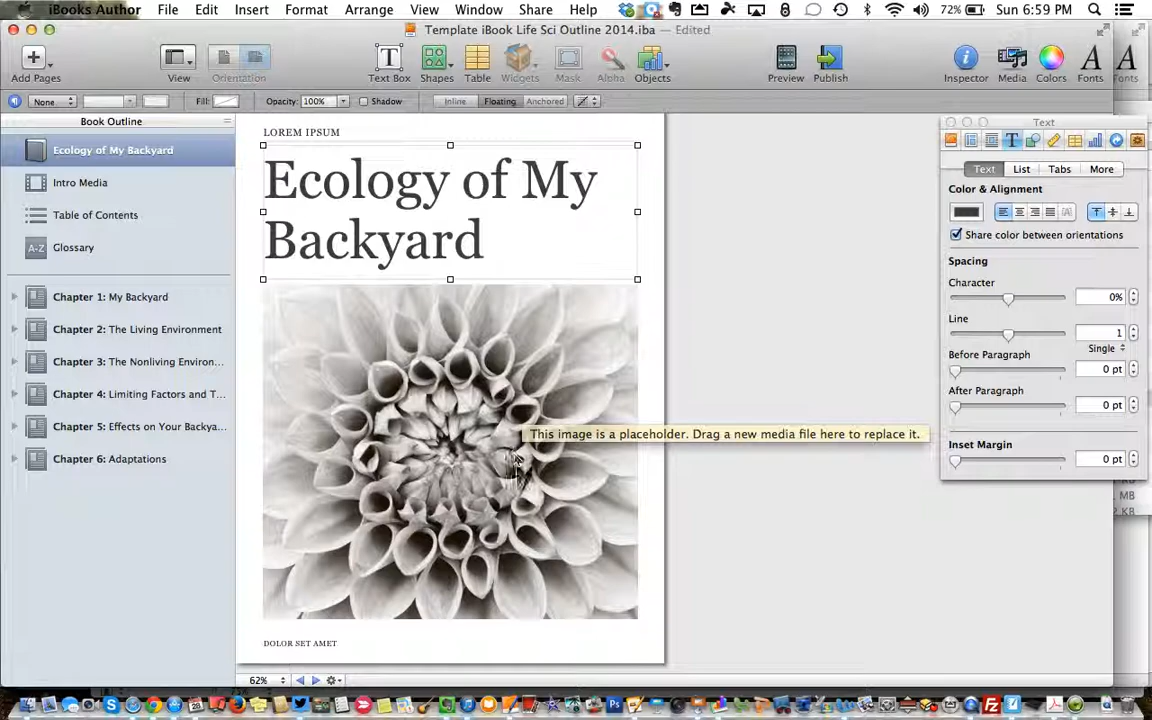 iBooks Author File Edit Insert Format Arrange View Window Share Help 72% Sun 6:59 PM
Template iBook Life Sci Outline 2014.iba — Edited
Add Pages View Orientation Text Box Shapes Table Widgets Mask Alpha Objects Preview Publish Inspector Media Colors Fonts Fonts
None Fill: Opacity: 100% Shadow Inline Floating Anchored
Book Outline
Ecology of My Backyard
Intro Media
Table of Contents
A-Z Glossary
Chapter 1: My Backyard
Chapter 2: The Living Environment
Chapter 3: The Nonliving Environ...
Chapter 4: Limiting Factors and T...
Chapter 5: Effects on Your Backya...
Chapter 6: Adaptations
LOREM IPSUM
Ecology of My
Backyard
This image is a placeholder. Drag a new media file here to replace it.
DOLOR SET AMET
62%
Text
Text List Tabs More
Color & Alignment
Share color between orientations
Spacing
Character
0%
Line
1
Single
Before Paragraph
0 pt
After Paragraph
0 pt
Inset Margin
0 pt
MB
KB